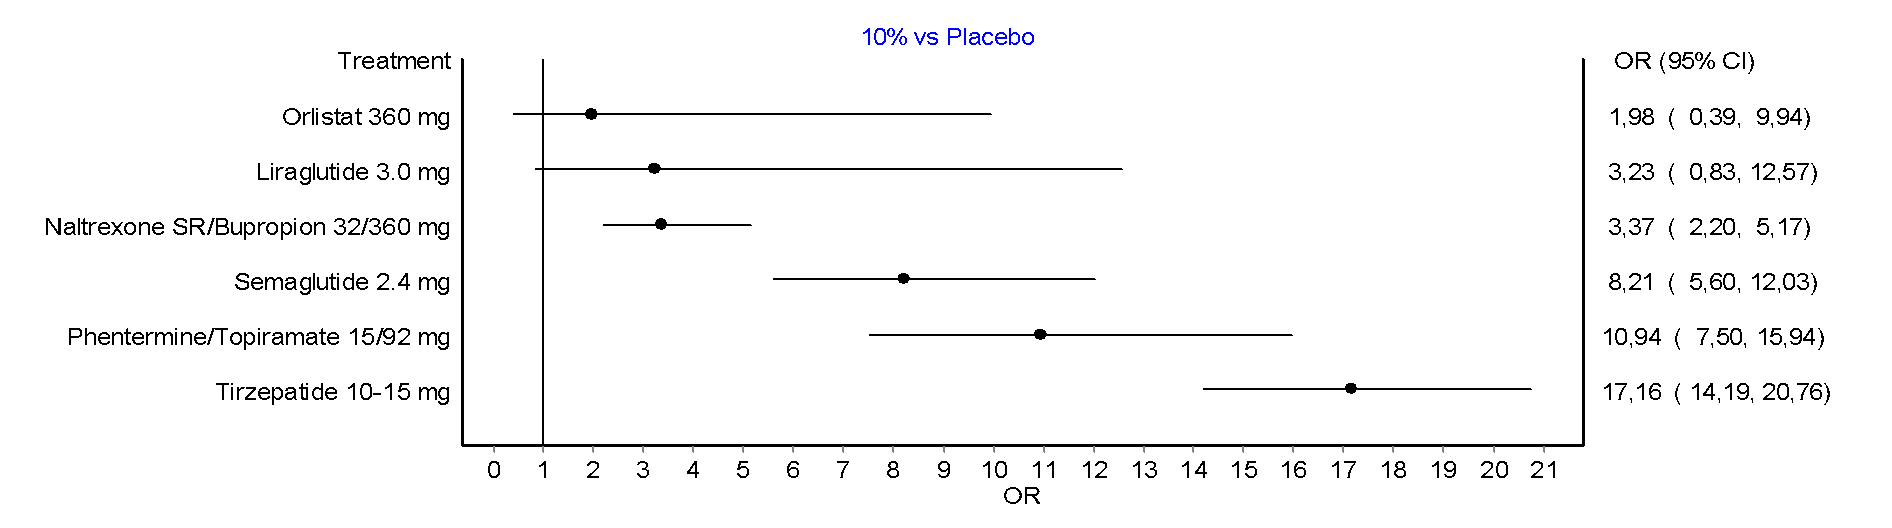 10% vs Placebo
Treatment OR (95% CI)
Orlistat 360 mg 1,98 ( 0,39, 9,94)
Liraglutide 3.0 mg 3,23 ( 0,83, 12,57)
Naltrexone SR/Bupropion 32/360 mg 3,37 ( 2,20, 5,17)
Semaglutide 2.4 mg 8,21 ( 5,60, 12,03)
Phentermine/Topiramate 15/92 mg 10,94 ( 7,50, 15,94)
Tirzepatide 10-15 mg 17,16 ( 14,19, 20,76)
0 1 2 3 4 5 6 7 8 9 10 11 12 13 14 15 16 17 18 19 20 21
OR